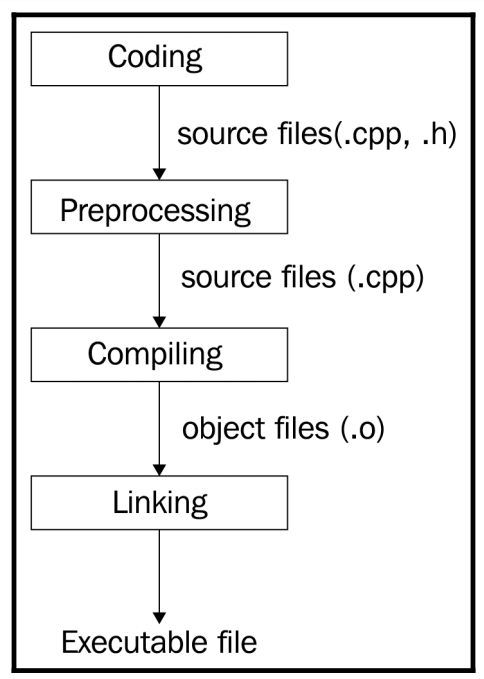 Coding
source files(.cpp, .h)
Preprocessing
source files (.cpp)
Compiling
object files (.o)
Linking
Executable file